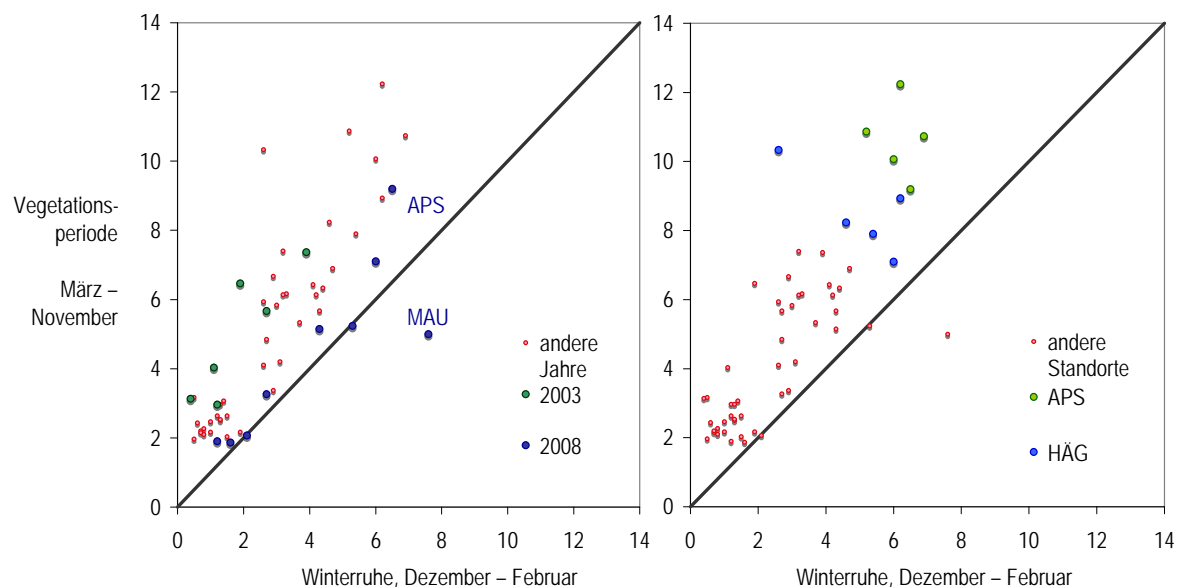 14
12
10
8
6
4
2
0
0
2
4
6
8
10
12
14
Vegetations-
periode
März –
November
APS
MAU
andere
Jahre
2003
2008
Winterruhe, Dezember – Februar
14
12
10
8
6
4
2
0
0
2
4
6
8
10
12
14
andere
Standorte
APS
HÄG
Winterruhe, Dezember – Februar